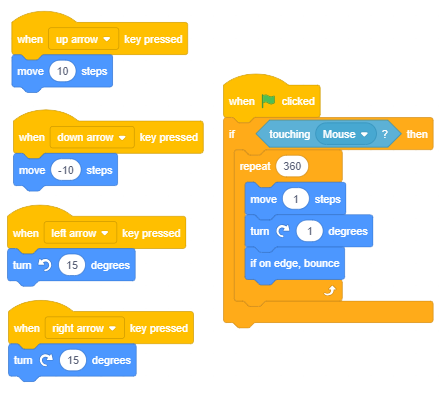 when up arrow key pressed
move 10 steps
when down arrow key pressed
move -10 steps
when left arrow key pressed
turn 15 degrees
when right arrow key pressed
turn 15 degrees
when clicked
if touching Mouse ? then
repeat 360
move 1 steps
turn 1 degrees
if on edge, bounce